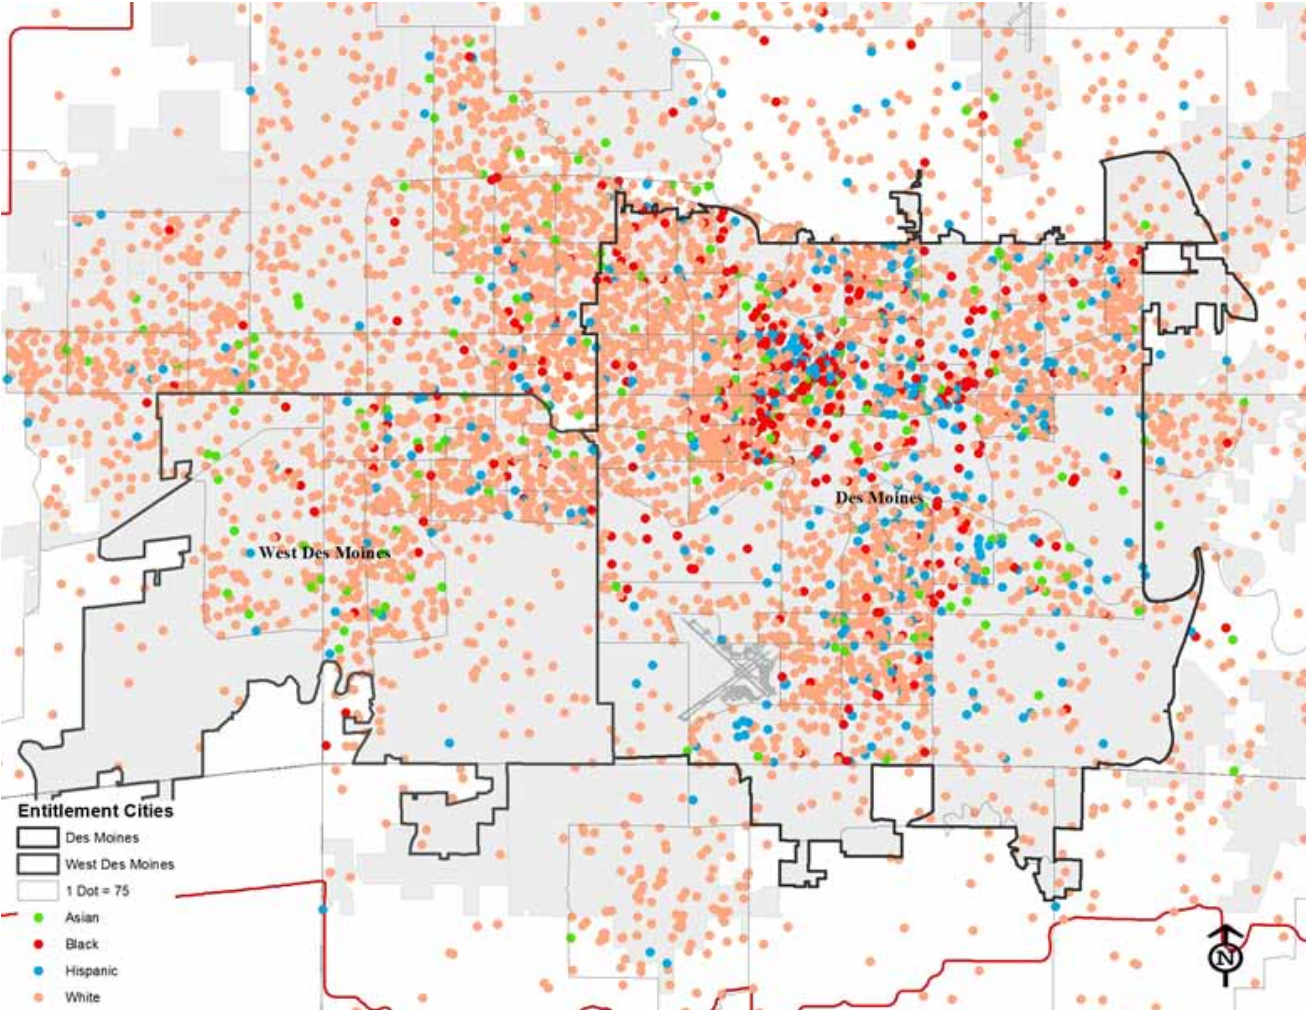 Des Moines
West Des Moines
Entitlement Cities
Des Moines
West Des Moines
1 Dot = 75
Asian
Black
Hispanic
White
N